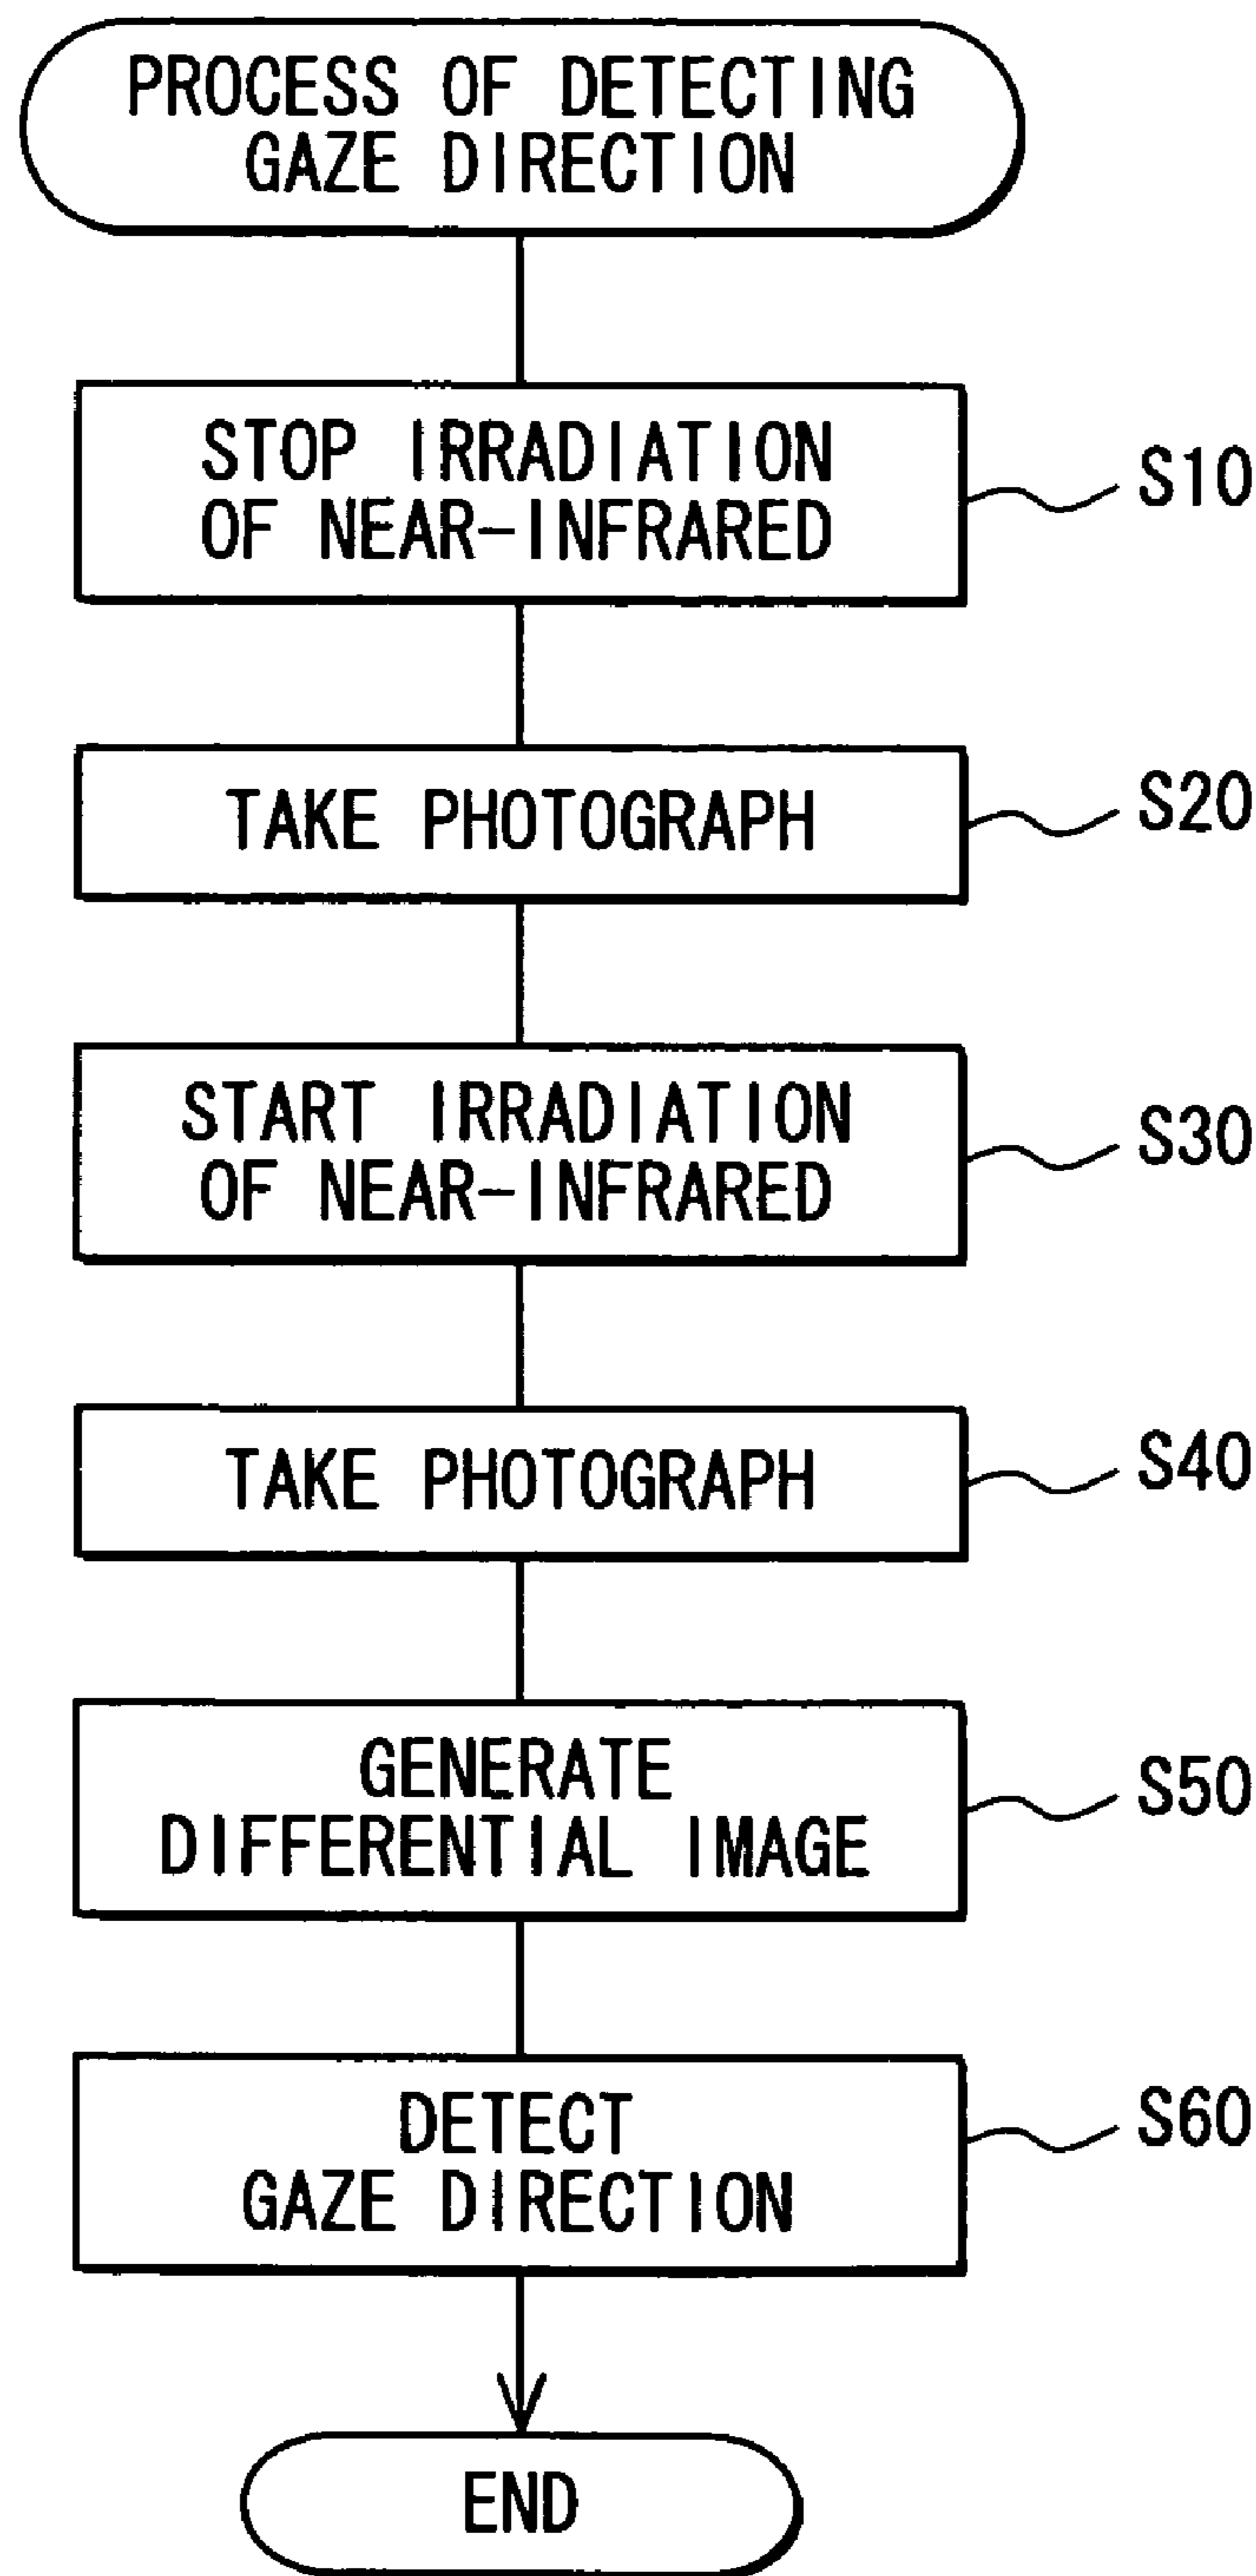 PROCESS OF DETECTING
GAZE DIRECTION
STOP IRRADIATION
OF NEAR-INFRARED
S10
TAKE PHOTOGRAPH
S20
START IRRADIATION
OF NEAR-INFRARED
S30
TAKE PHOTOGRAPH
S40
GENERATE
DIFFERENTIAL IMAGE
S50
DETECT
GAZE DIRECTION
S60
END